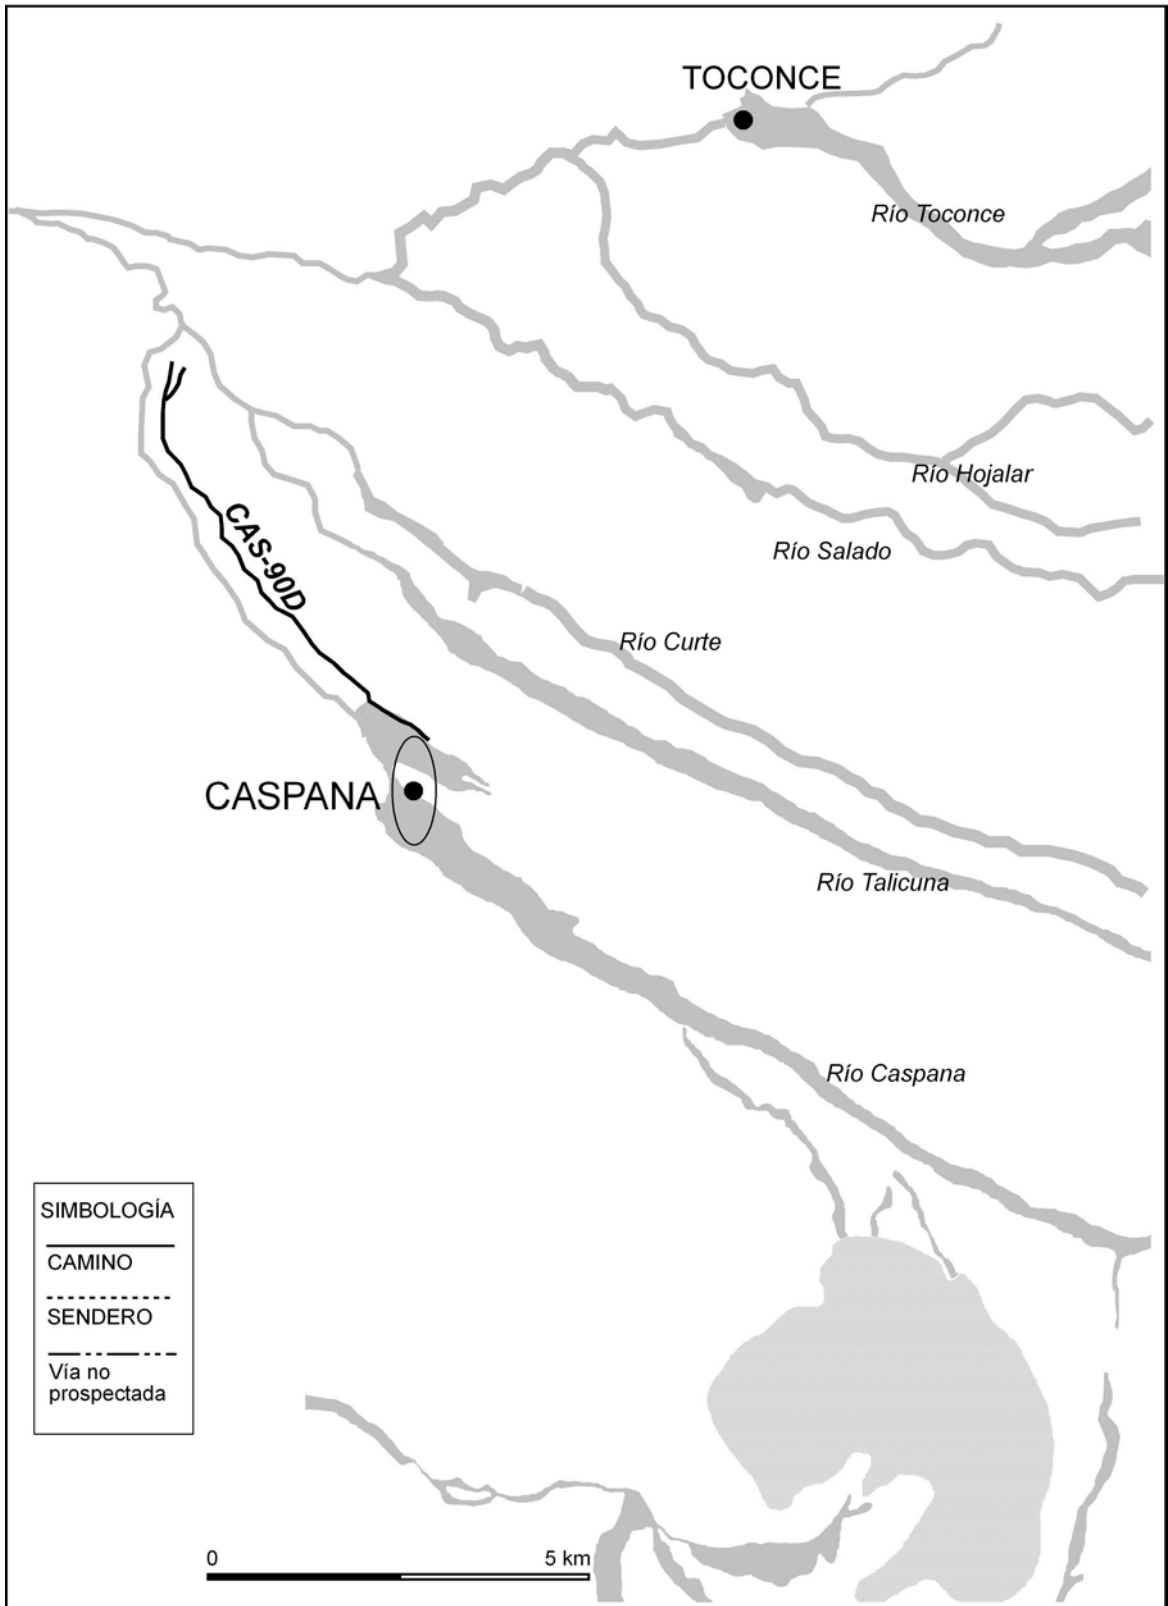 TOCONCE
Río Toconce
Río Hojalar
CAS-90D
Río Salado
Río Curte
CASPANA
Río Talicuna
Río Caspana
SIMBOLOGÍA
CAMINO
SENDERO
Vía no
prospectada
0 5 km